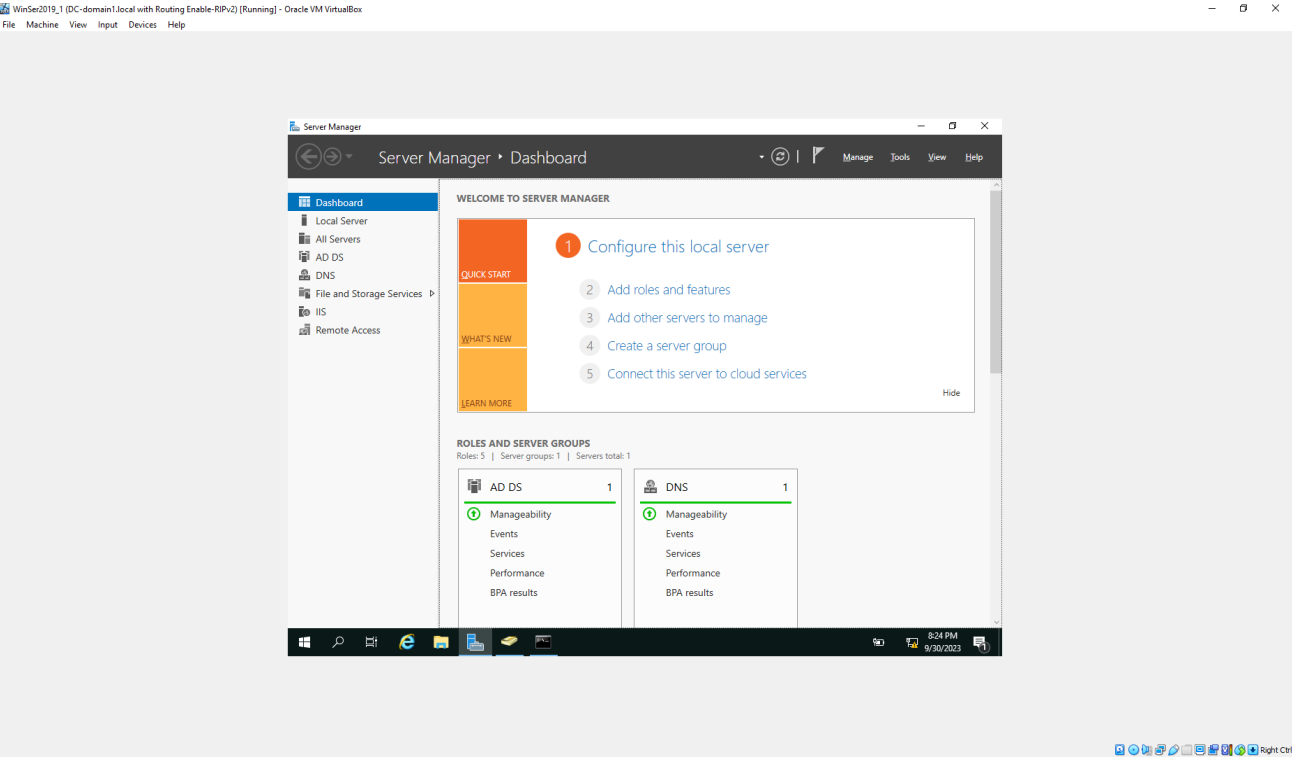 WinSer2019_1 (DC-domain1.local with Routing Enable-RIPv2) [Running] - Oracle VM VirtualBox
File Machine View Input Devices Help
Server Manager
Server Manager ‣ Dashboard
Manage Tools View Help
Dashboard
Local Server
All Servers
AD DS
DNS
File and Storage Services
IIS
Remote Access
WELCOME TO SERVER MANAGER
QUICK START
WHAT'S NEW
LEARN MORE
1 Configure this local server
2 Add roles and features
3 Add other servers to manage
4 Create a server group
5 Connect this server to cloud services
Hide
ROLES AND SERVER GROUPS
Roles: 5 | Server groups: 1 | Servers total: 1
AD DS 1
Manageability
Events
Services
Performance
BPA results
DNS 1
Manageability
Events
Services
Performance
BPA results
8:24 PM
9/30/2023
1
Right Ctrl